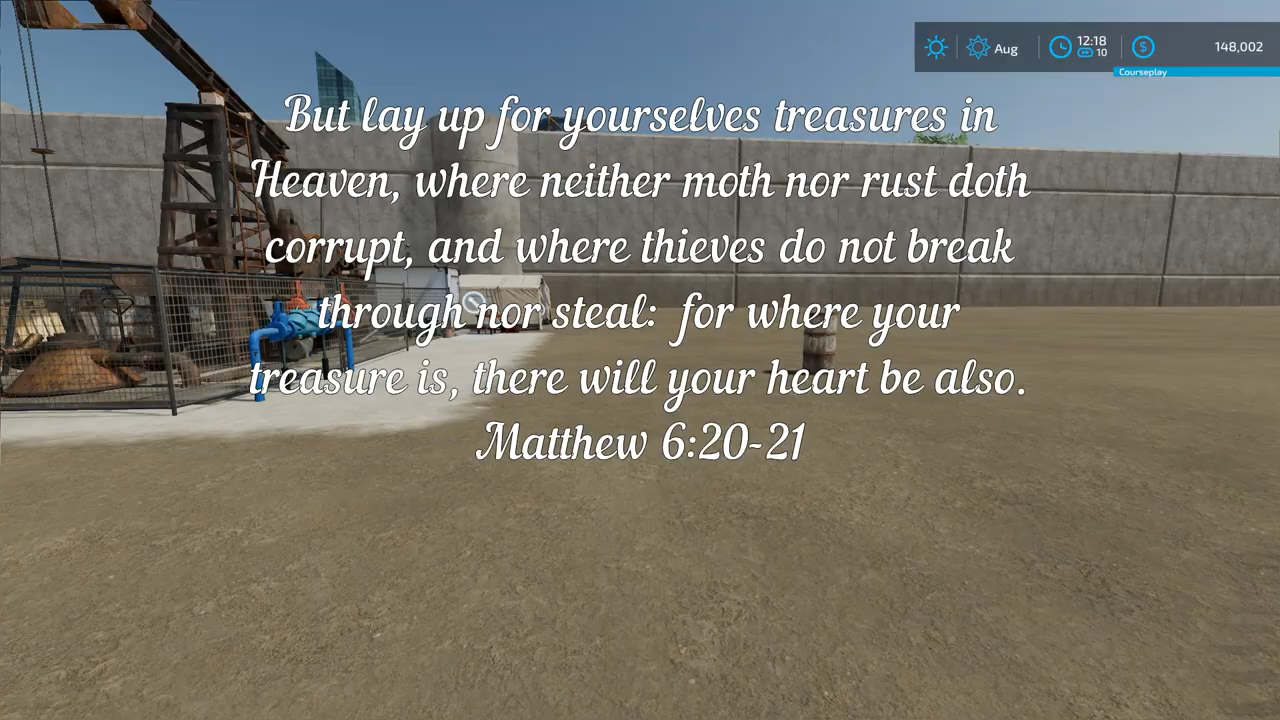 Aug
12:18
10
148,002
Courseplay
But lay up for yourselves treasures in
Heaven, where neither moth nor rust doth
corrupt, and where thieves do not break
through nor steal:  for where your
treasure is, there will your heart be also.
Matthew 6:20-21